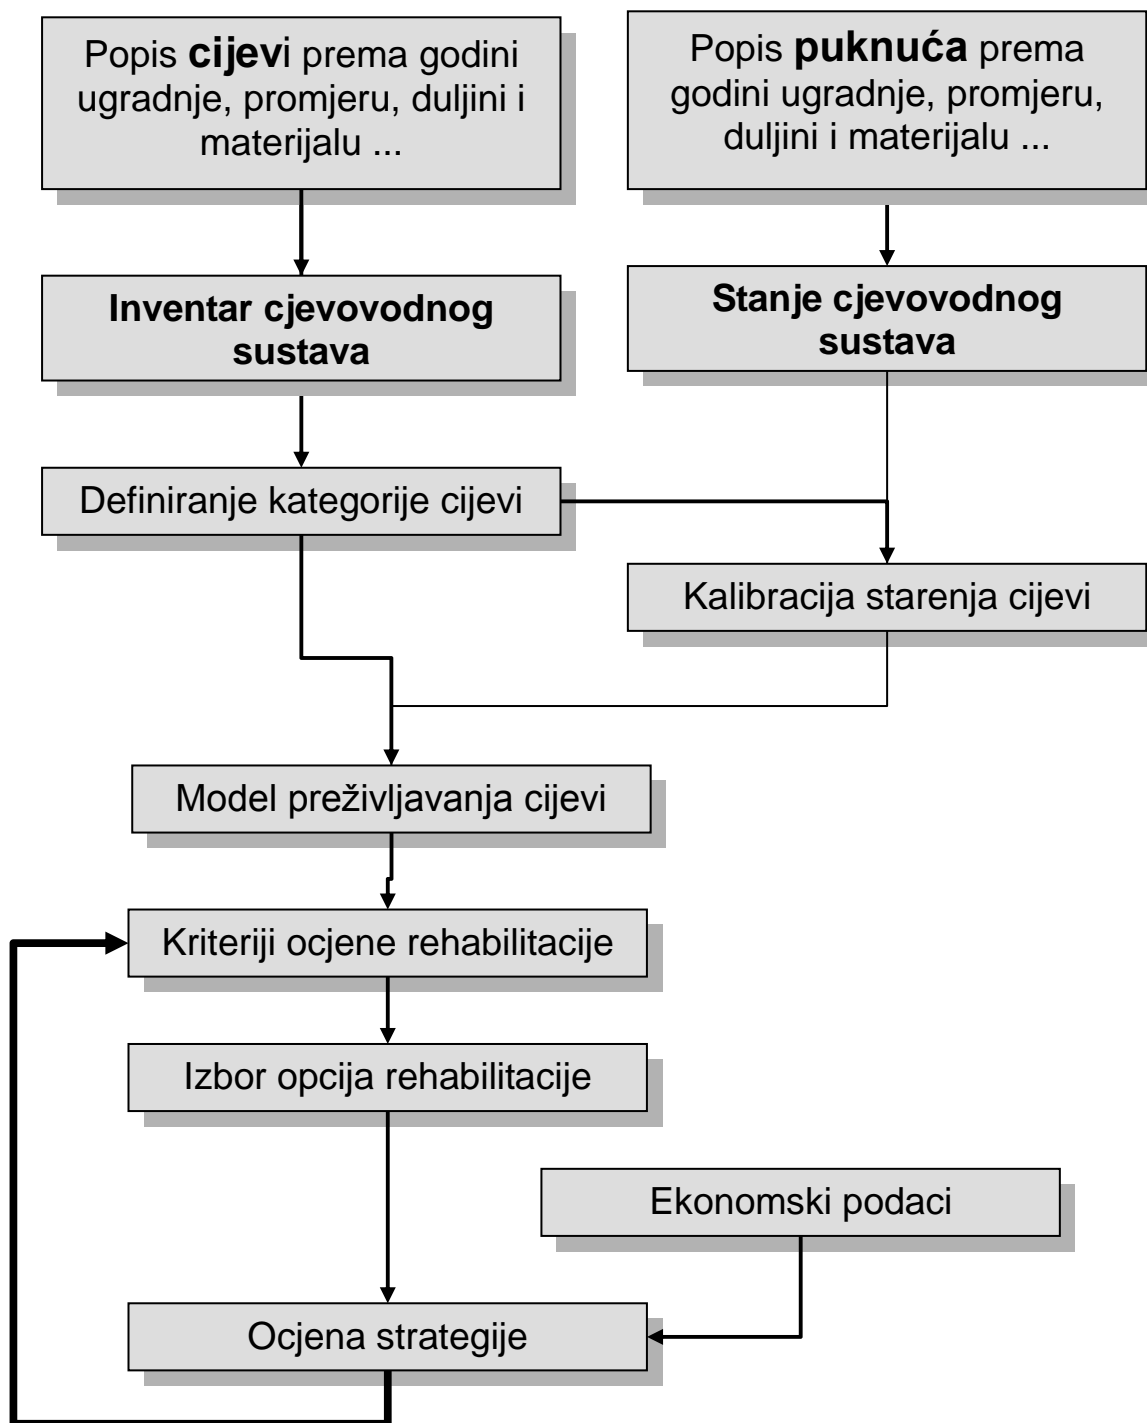 Popis cijevi prema godini
ugradnje, promjeru, duljini i
materijalu ...
Popis puknuća prema
godini ugradnje, promjeru,
duljini i materijalu ...
Inventar cjevovodnog
sustava
Stanje cjevovodnog
sustava
Definiranje kategorije cijevi
Kalibracija starenja cijevi
Model preživljavanja cijevi
Kriteriji ocjene rehabilitacije
Izbor opcija rehabilitacije
Ekonomski podaci
Ocjena strategije